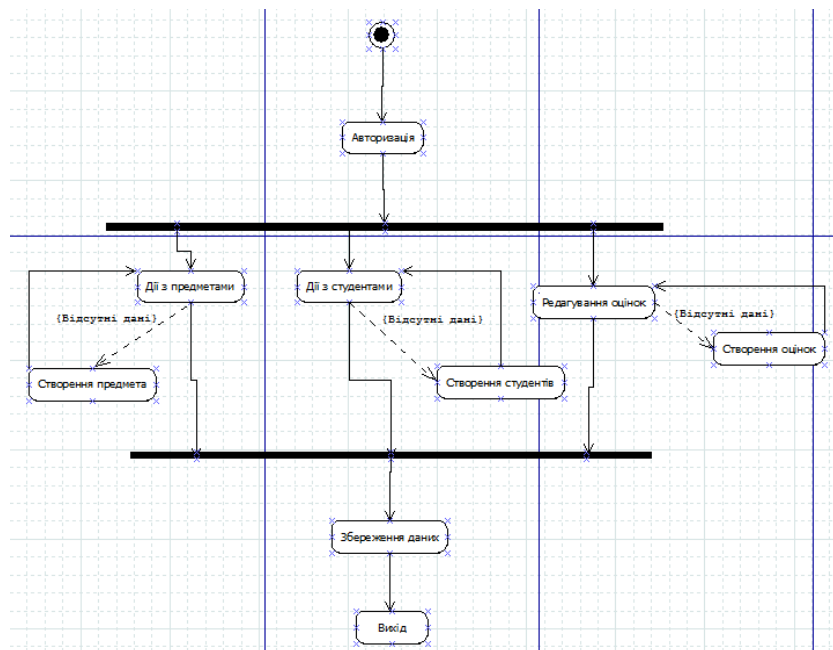 Авторизація
Дії з предметами
Дії з студентами
Редагування оцінок
{Відсутні дані}
{Відсутні дані}
{Відсутні дані}
Створення оцінок
Створення предмета
Створення студентів
Збереження даних
Вихід